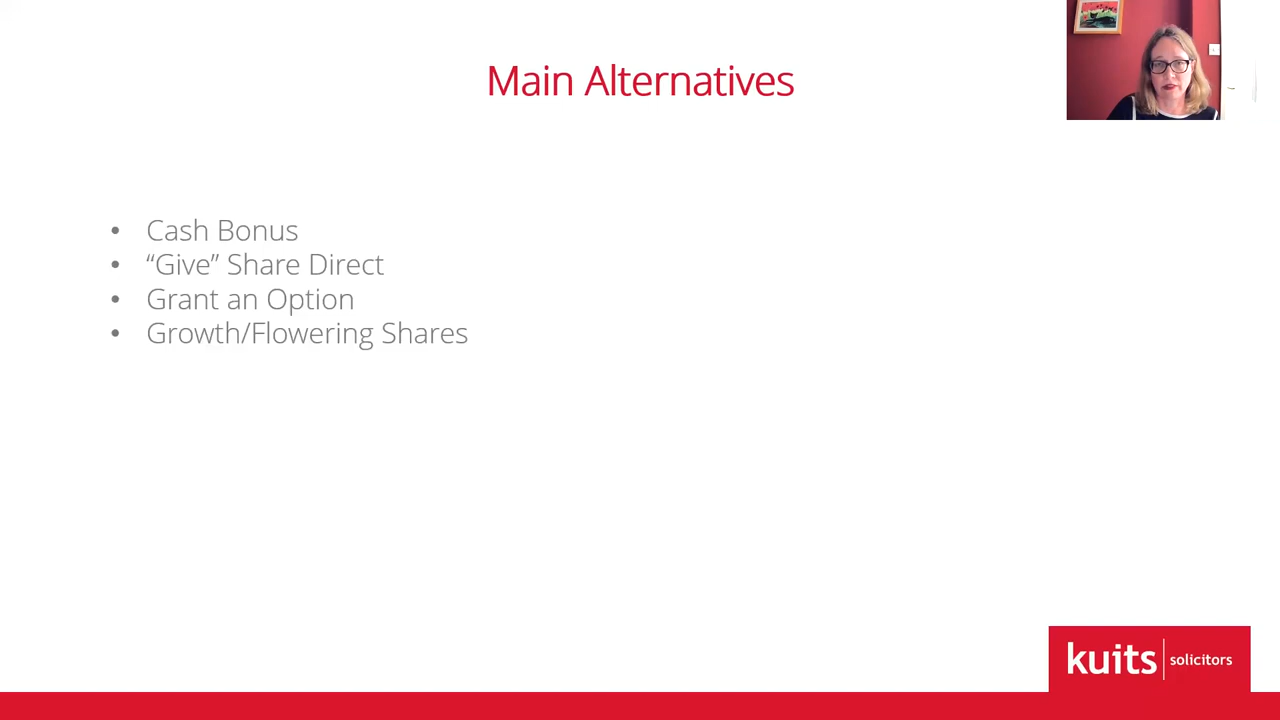 Main Alternatives
• Cash Bonus
• “Give” Share Direct
• Grant an Option
• Growth/Flowering Shares
kuits | solicitors